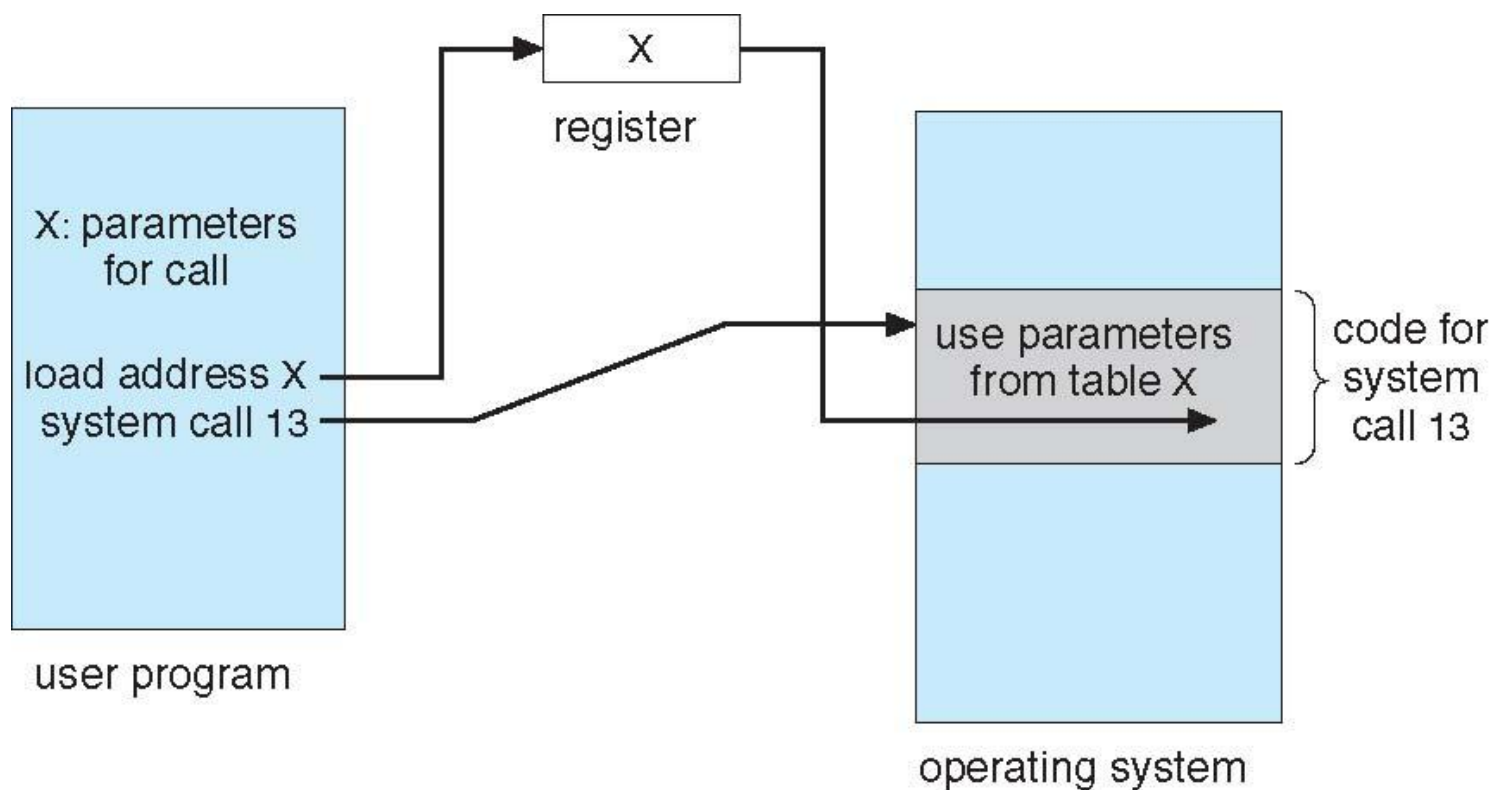 X
register
X: parameters
for call
load address X
system call 13
user program
use parameters
from table X
code for
system
call 13
operating system